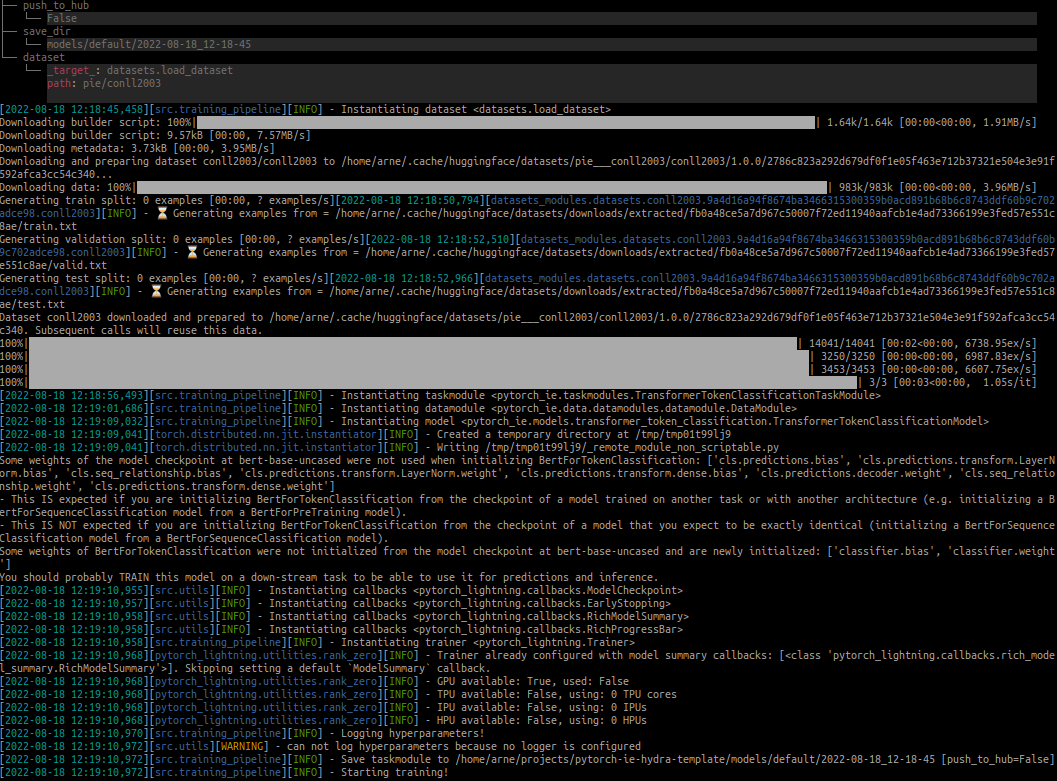 ├── push_to_hub
│   └── False
├── save_dir
│   └── models/default/2022-08-18_12-18-45
└── dataset
    └── _target_: datasets.load_dataset
        path: pie/conll2003
[2022-08-18 12:18:45,458][src.training_pipeline][INFO] - Instantiating dataset <datasets.load_dataset>
Downloading builder script: 100%| | 1.64k/1.64k [00:00<00:00, 1.91MB/s]
Downloading builder script: 9.57kB [00:00, 7.57MB/s]
Downloading metadata: 3.73kB [00:00, 3.95MB/s]
Downloading and preparing dataset conll2003/conll2003 to /home/arne/.cache/huggingface/datasets/pie___conll2003/conll2003/1.0.0/2786c823a292d679df0f1e05f463e712b37321e504e3e91f
592afca3cc54c340...
Downloading data: 100%| | 983k/983k [00:00<00:00, 3.96MB/s]
Generating train split: 0 examples [00:00, ? examples/s][2022-08-18 12:18:50,794][datasets_modules.datasets.conll2003.9a4d16a94f8674ba3466315300359b0acd891b68b6c8743ddf60b9c702
adce98.conll2003][INFO] - ⏳ Generating examples from = /home/arne/.cache/huggingface/datasets/downloads/extracted/fb0a48ce5a7d967c50007f72ed11940aafcb1e4ad73366199e3fed57e551c
8ae/train.txt
Generating validation split: 0 examples [00:00, ? examples/s][2022-08-18 12:18:52,510][datasets_modules.datasets.conll2003.9a4d16a94f8674ba3466315300359b0acd891b68b6c8743ddf60b
9c702adce98.conll2003][INFO] - ⏳ Generating examples from = /home/arne/.cache/huggingface/datasets/downloads/extracted/fb0a48ce5a7d967c50007f72ed11940aafcb1e4ad73366199e3fed57
e551c8ae/valid.txt
Generating test split: 0 examples [00:00, ? examples/s][2022-08-18 12:18:52,966][datasets_modules.datasets.conll2003.9a4d16a94f8674ba3466315300359b0acd891b68b6c8743ddf60b9c702a
dce98.conll2003][INFO] - ⏳ Generating examples from = /home/arne/.cache/huggingface/datasets/downloads/extracted/fb0a48ce5a7d967c50007f72ed11940aafcb1e4ad73366199e3fed57e551c8
ae/test.txt
Dataset conll2003 downloaded and prepared to /home/arne/.cache/huggingface/datasets/pie___conll2003/conll2003/1.0.0/2786c823a292d679df0f1e05f463e712b37321e504e3e91f592afca3cc54
c340. Subsequent calls will reuse this data.
100%| | 14041/14041 [00:02<00:00, 6738.95ex/s]
100%| | 3250/3250 [00:00<00:00, 6987.83ex/s]
100%| | 3453/3453 [00:00<00:00, 6607.75ex/s]
100%| | 3/3 [00:03<00:00,  1.05s/it]
[2022-08-18 12:18:56,493][src.training_pipeline][INFO] - Instantiating taskmodule <pytorch_ie.taskmodules.TransformerTokenClassificationTaskModule>
[2022-08-18 12:19:01,686][src.training_pipeline][INFO] - Instantiating datamodule <pytorch_ie.data.datamodules.datamodule.DataModule>
[2022-08-18 12:19:09,032][src.training_pipeline][INFO] - Instantiating model <pytorch_ie.models.transformer_token_classification.TransformerTokenClassificationModel>
[2022-08-18 12:19:09,041][torch.distributed.nn.jit.instantiator][INFO] - Created a temporary directory at /tmp/tmp01t99lj9
[2022-08-18 12:19:09,041][torch.distributed.nn.jit.instantiator][INFO] - Writing /tmp/tmp01t99lj9/_remote_module_non_scriptable.py
Some weights of the model checkpoint at bert-base-uncased were not used when initializing BertForTokenClassification: ['cls.predictions.bias', 'cls.predictions.transform.LayerN
orm.bias', 'cls.seq_relationship.bias', 'cls.predictions.transform.LayerNorm.weight', 'cls.predictions.transform.dense.bias', 'cls.predictions.decoder.weight', 'cls.seq_relatio
nship.weight', 'cls.predictions.transform.dense.weight']
- This IS expected if you are initializing BertForTokenClassification from the checkpoint of a model trained on another task or with another architecture (e.g. initializing a B
ertForSequenceClassification model from a BertForPreTraining model).
- This IS NOT expected if you are initializing BertForTokenClassification from the checkpoint of a model that you expect to be exactly identical (initializing a BertForSequence
Classification model from a BertForSequenceClassification model).
Some weights of BertForTokenClassification were not initialized from the model checkpoint at bert-base-uncased and are newly initialized: ['classifier.bias', 'classifier.weight
']
You should probably TRAIN this model on a down-stream task to be able to use it for predictions and inference.
[2022-08-18 12:19:10,955][src.utils][INFO] - Instantiating callbacks <pytorch_lightning.callbacks.ModelCheckpoint>
[2022-08-18 12:19:10,957][src.utils][INFO] - Instantiating callbacks <pytorch_lightning.callbacks.EarlyStopping>
[2022-08-18 12:19:10,958][src.utils][INFO] - Instantiating callbacks <pytorch_lightning.callbacks.RichModelSummary>
[2022-08-18 12:19:10,958][src.utils][INFO] - Instantiating callbacks <pytorch_lightning.callbacks.RichProgressBar>
[2022-08-18 12:19:10,958][src.training_pipeline][INFO] - Instantiating trainer <pytorch_lightning.Trainer>
[2022-08-18 12:19:10,968][pytorch_lightning.utilities.rank_zero][INFO] - Trainer already configured with model summary callbacks: [<class 'pytorch_lightning.callbacks.rich_mode
l_summary.RichModelSummary'>]. Skipping setting a default `ModelSummary` callback.
[2022-08-18 12:19:10,968][pytorch_lightning.utilities.rank_zero][INFO] - GPU available: True, used: False
[2022-08-18 12:19:10,968][pytorch_lightning.utilities.rank_zero][INFO] - TPU available: False, using: 0 TPU cores
[2022-08-18 12:19:10,968][pytorch_lightning.utilities.rank_zero][INFO] - IPU available: False, using: 0 IPUs
[2022-08-18 12:19:10,968][pytorch_lightning.utilities.rank_zero][INFO] - HPU available: False, using: 0 HPUs
[2022-08-18 12:19:10,970][src.training_pipeline][INFO] - Logging hyperparameters!
[2022-08-18 12:19:10,972][src.utils][WARNING] - can not log hyperparameters because no logger is configured
[2022-08-18 12:19:10,972][src.training_pipeline][INFO] - Save taskmodule to /home/arne/projects/pytorch-ie-hydra-template/models/default/2022-08-18_12-18-45 [push_to_hub=False]
[2022-08-18 12:19:10,972][src.training_pipeline][INFO] - Starting training!